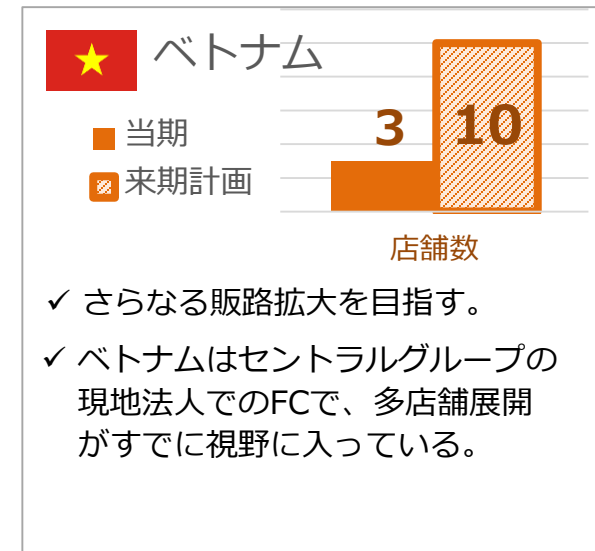 ベトナム
当期
来期計画
3
10
店舗数
✓ さらなる販路拡大を目指す。
✓ ベトナムはセントラルグループの
現地法人でのFCで、多店舗展開
がすでに視野に入っている。